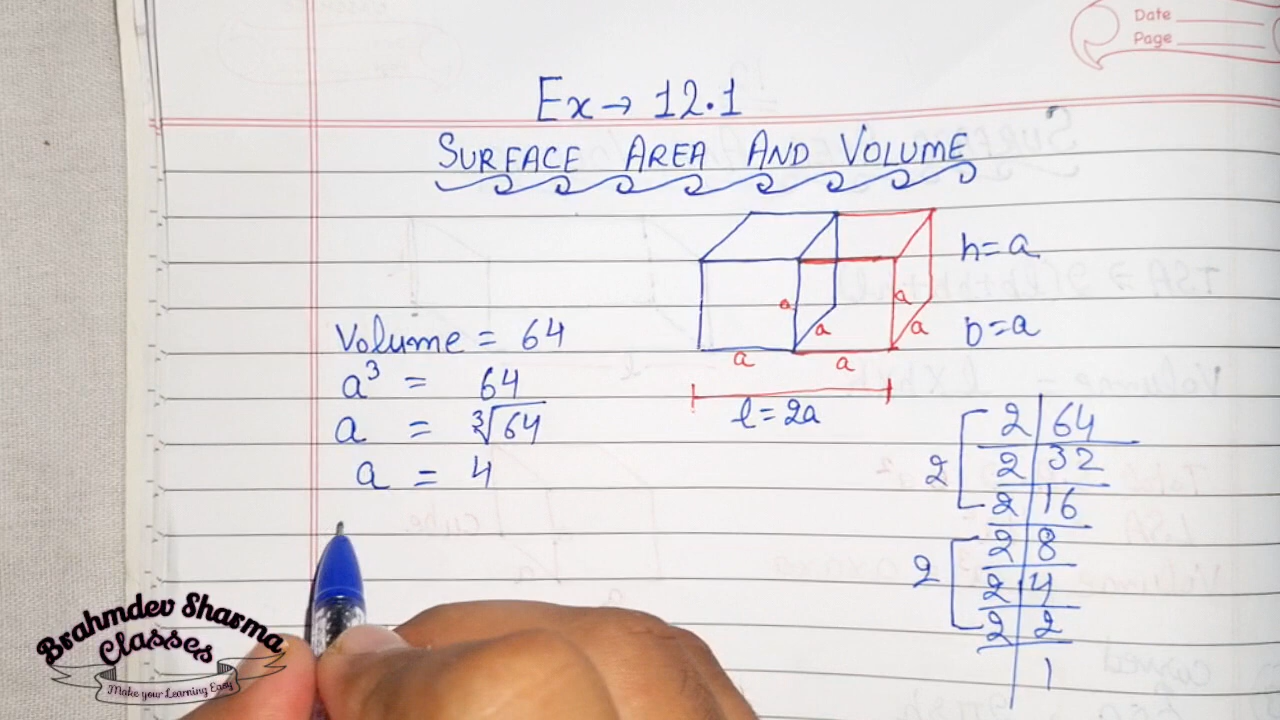 Date
Page
Ex → 12.1
SURFACE AREA AND VOLUME
h=a
b=a
a
a
a
a
a
a
l=2a
Volume = 64
a³ = 64
a = ∛64
a = 4
2 | 64
2 | 32
2 | 16
2 | 8
2 | 4
2 | 2
1
2
2
Brahmdev Sharma
Classes
Make your Learning Easy